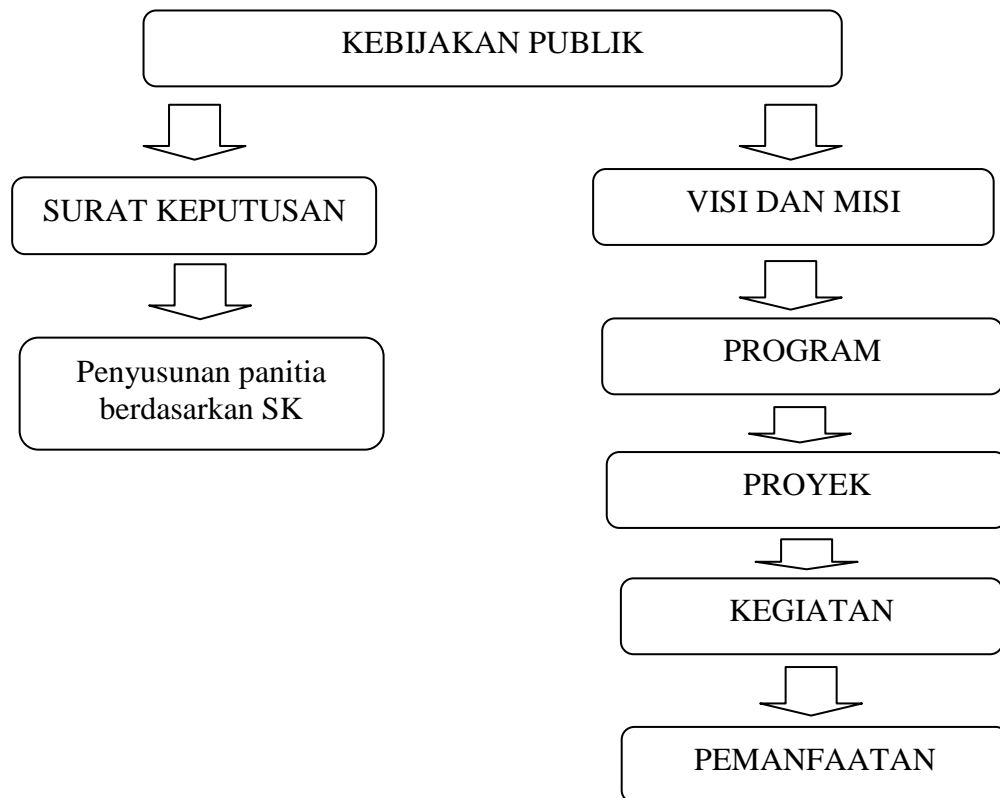 KEBIJAKAN PUBLIK
SURAT KEPUTUSAN
Penyusunan panitia
berdasarkan SK
VISI DAN MISI
PROGRAM
PROYEK
KEGIATAN
PEMANFAATAN